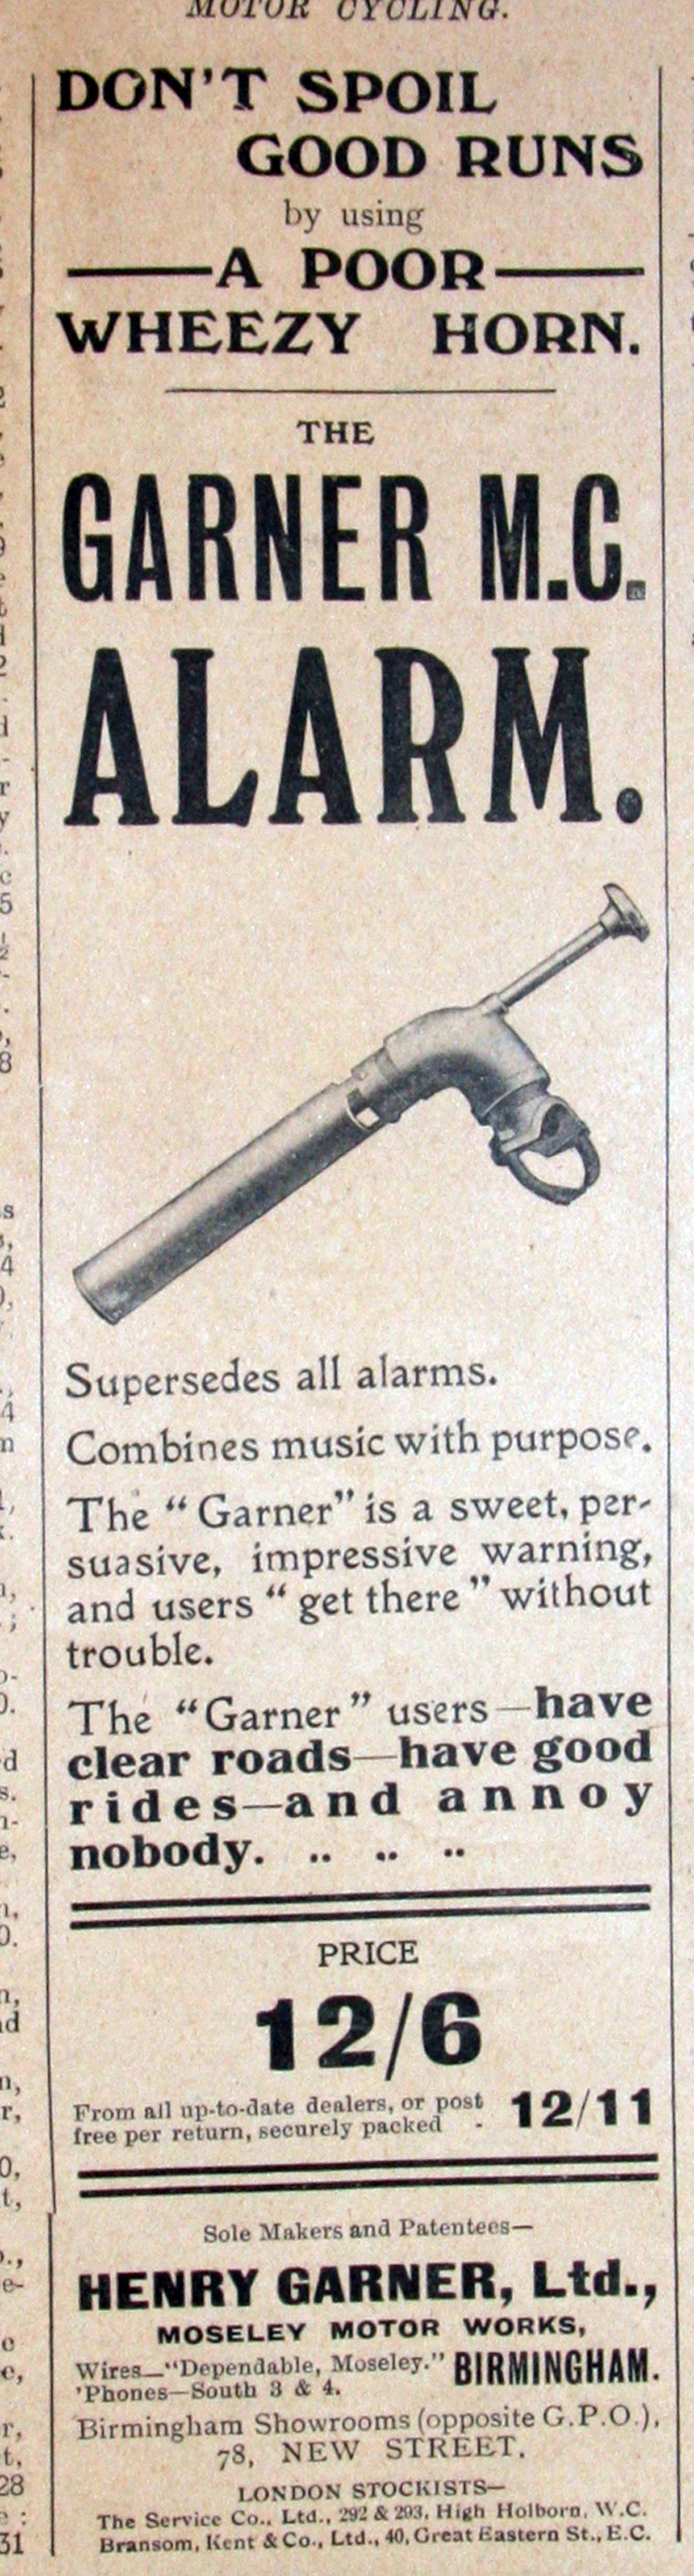 MOTOR CYCLING.
DON'T SPOIL
GOOD RUNS
by using
A POOR
WHEEZY HORN.
THE
GARNER M.C.
ALARM.
Supersedes all alarms.
Combines music with purpose.
The "Garner" is a sweet, per-
suasive, impressive warning,
and users "get there" without
trouble.
The "Garner" users—have
clear roads—have good
rides—and annoy
nobody. .. .. ..
PRICE
12/6
From all up-to-date dealers, or post
free per return, securely packed - 12/11
Sole Makers and Patentees—
HENRY GARNER, Ltd.,
MOSELEY MOTOR WORKS,
Wires—"Dependable, Moseley." BIRMINGHAM.
'Phones—South 3 & 4.
Birmingham Showrooms (opposite G.P.O.),
78, NEW STREET.
LONDON STOCKISTS—
The Service Co., Ltd., 292 & 293, High Holborn, W.C.
Bransom, Kent & Co., Ltd., 40, Great Eastern St., E.C.